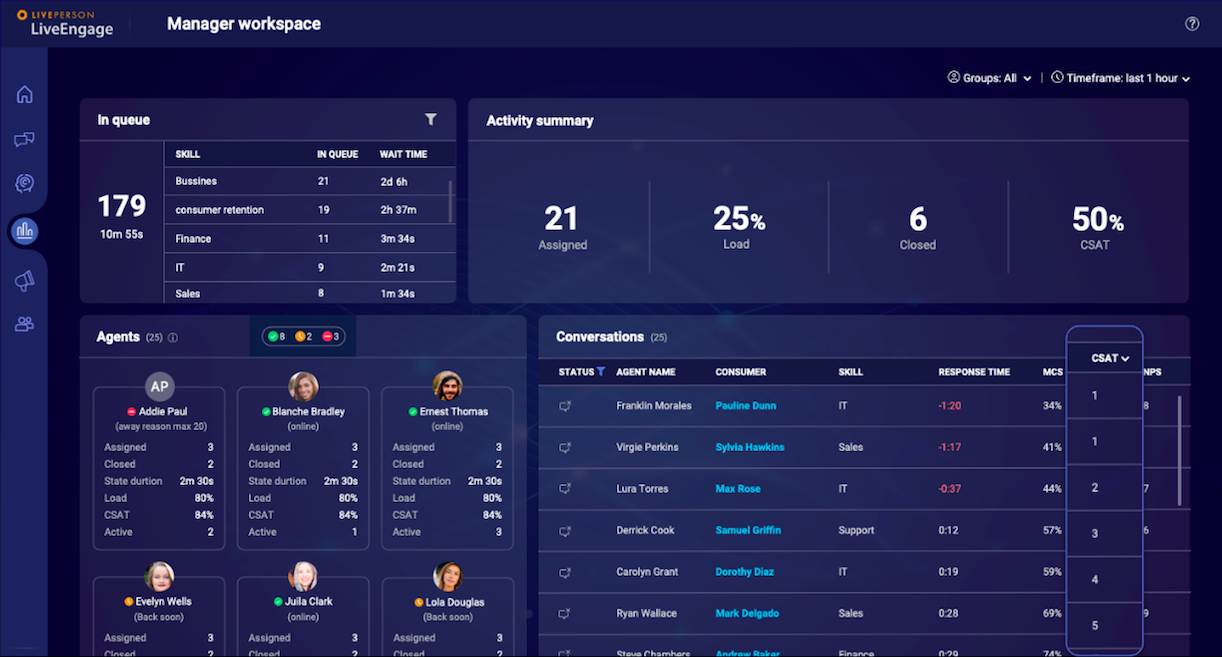 LIVEPERSON
LiveEngage
Manager workspace
Groups: All
Timeframe: last 1 hour
In queue
SKILL IN QUEUE WAIT TIME
179
10m 55s
Bussines 21 2d 6h
consumer retention 19 2h 37m
Finance 11 3m 34s
IT 9 2m 21s
Sales 8 1m 34s
Activity summary
21
Assigned
25%
Load
6
Closed
50%
CSAT
Agents (25)
8 2 3
AP
Addie Paul
(away reason max 20)
Assigned 3
Closed 2
State durtion 2m 30s
Load 80%
CSAT 84%
Active 2
Blanche Bradley
(online)
Assigned 3
Closed 2
State durtion 2m 30s
Load 80%
CSAT 84%
Active 1
Ernest Thomas
(online)
Assigned 3
Closed 2
State durtion 2m 30s
Load 80%
CSAT 84%
Active 3
Evelyn Wells
(Back soon)
Assigned 3
Closed 2
Juila Clark
(online)
Assigned 3
Closed 2
Lola Douglas
(Back soon)
Assigned 3
Closed 2
Conversations (25)
STATUS AGENT NAME CONSUMER SKILL RESPONSE TIME MCS CSAT NPS
Franklin Morales Pauline Dunn IT -1:20 34% 1 8
Virgie Perkins Sylvia Hawkins Sales -1:17 41% 1
Lura Torres Max Rose IT -0:37 44% 2 7
Derrick Cook Samuel Griffin Support 0:12 57% 3 6
Carolyn Grant Dorothy Diaz IT 0:19 59% 4
Ryan Wallace Mark Delgado Sales 0:28 69% 5 9
Steve Chambers Andrew Baker Finance 0:29 74%